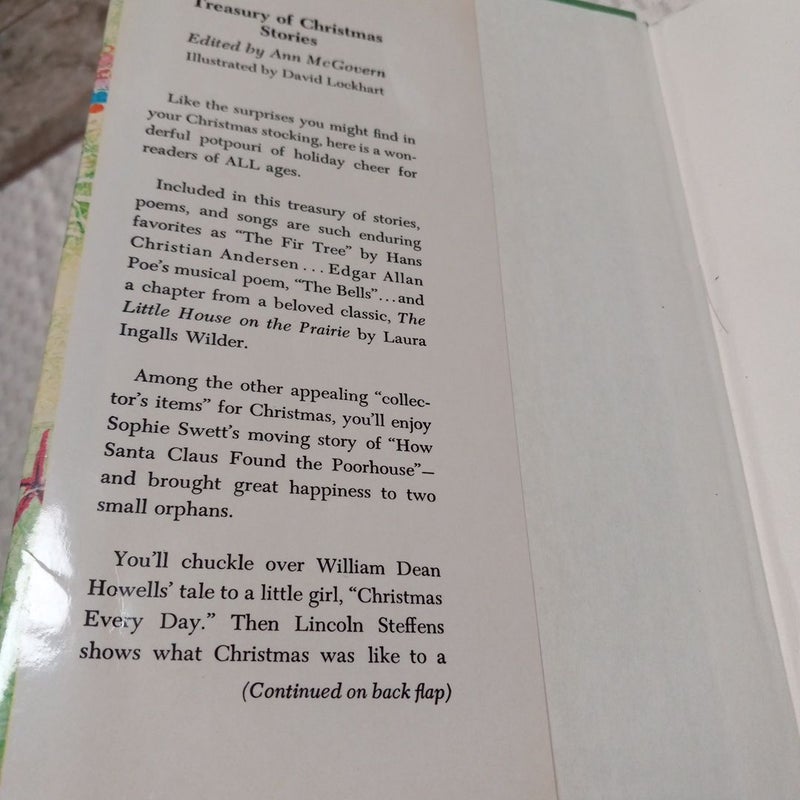 Treasury of Christmas
Stories
Edited by Ann McGovern
Illustrated by David Lockhart
Like the surprises you might find in
your Christmas stocking, here is a won-
derful potpouri of holiday cheer for
readers of ALL ages.
Included in this treasury of stories,
poems, and songs are such enduring
favorites as “The Fir Tree” by Hans
Christian Andersen . . . Edgar Allan
Poe’s musical poem, “The Bells”...and
a chapter from a beloved classic, The
Little House on the Prairie by Laura
Ingalls Wilder.
Among the other appealing “collec-
tor’s items” for Christmas, you’ll enjoy
Sophie Swett’s moving story of “How
Santa Claus Found the Poorhouse”—
and brought great happiness to two
small orphans.
You’ll chuckle over William Dean
Howells’ tale to a little girl, “Christmas
Every Day.” Then Lincoln Steffens
shows what Christmas was like to a
(Continued on back flap)